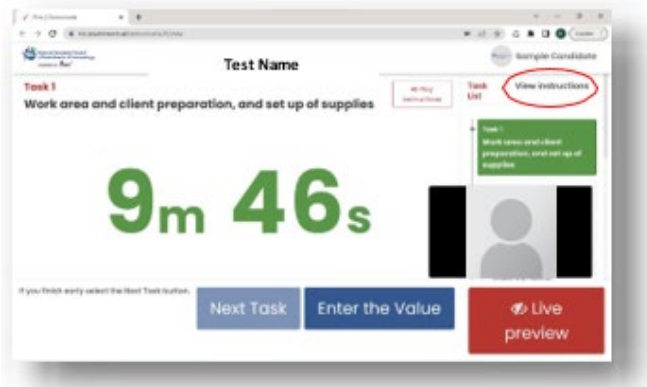 Test Name
Sample Candidate
Task 1
Work area and client preparation, and set up of supplies
Play Instructions
Task List
View instructions
Task 1
Work area and client preparation, and set up of supplies
9m 46s
If you finish early select the Next Task button.
Next Task
Enter the Value
Live preview